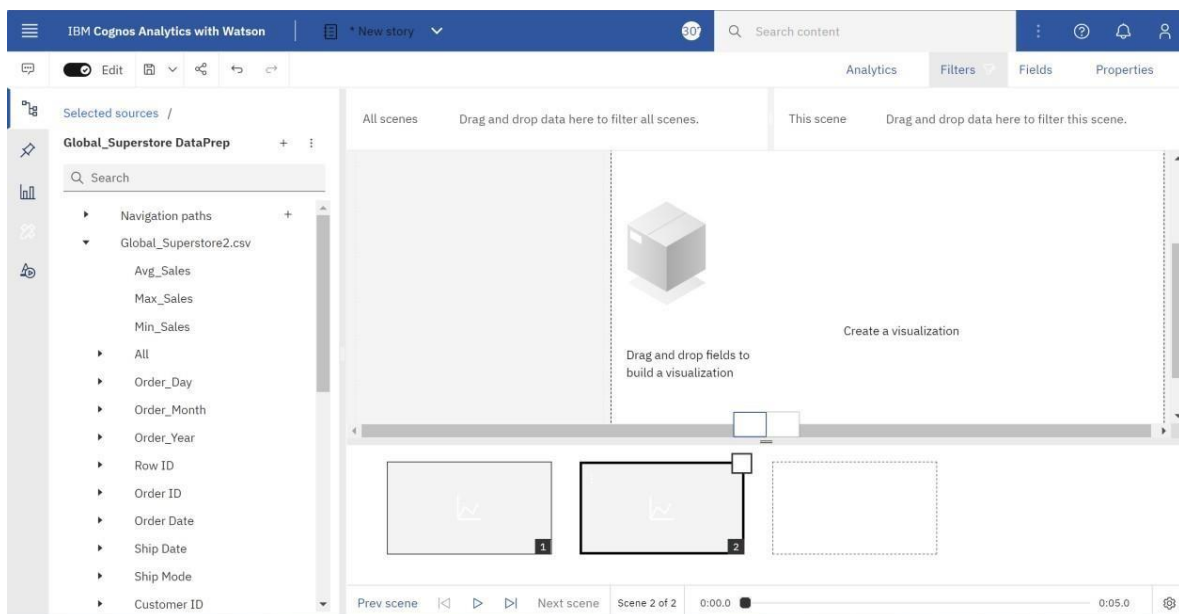 IBM Cognos Analytics with Watson
* New story
Search content
Edit
Analytics
Filters
Fields
Properties
Selected sources /
Global_Superstore DataPrep
Search
Navigation paths
Global_Superstore2.csv
Avg_Sales
Max_Sales
Min_Sales
All
Order_Day
Order_Month
Order_Year
Row ID
Order ID
Order Date
Ship Date
Ship Mode
Customer ID
All scenes
Drag and drop data here to filter all scenes.
This scene
Drag and drop data here to filter this scene.
Drag and drop fields to
build a visualization
Create a visualization
1
2
Prev scene
Next scene
Scene 2 of 2
0:00.0
0:05.0